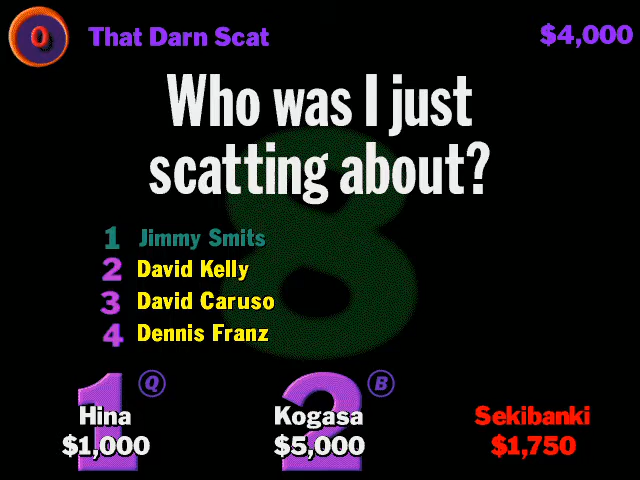 0 That Darn Scat $4,000
Who was I just
scatting about?
8
1 Jimmy Smits
2 David Kelly
3 David Caruso
4 Dennis Franz
1 Q 2 B
Hina Kogasa Sekibanki
$1,000 $5,000 $1,750